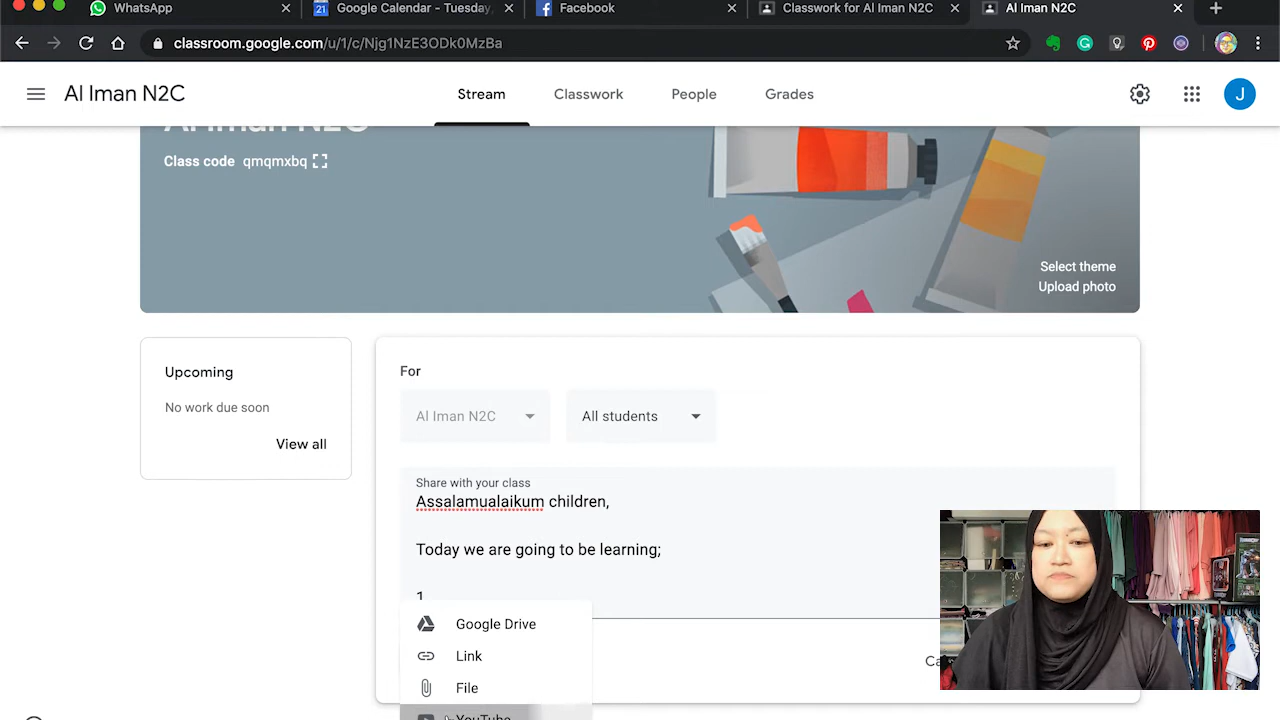 WhatsApp
Google Calendar - Tuesday,
Facebook
Classwork for Al Iman N2C
Al Iman N2C
classroom.google.com/u/1/c/Njg1NzE3ODk0MzBa
Al Iman N2C
Stream
Classwork
People
Grades
J
Al Iman N2C
Class code qmqmxbq
Select theme
Upload photo
Upcoming
No work due soon
View all
For
Al Iman N2C
All students
Share with your class
Assalamualaikum children,
Today we are going to be learning;
1
Google Drive
Link
File
YouTube